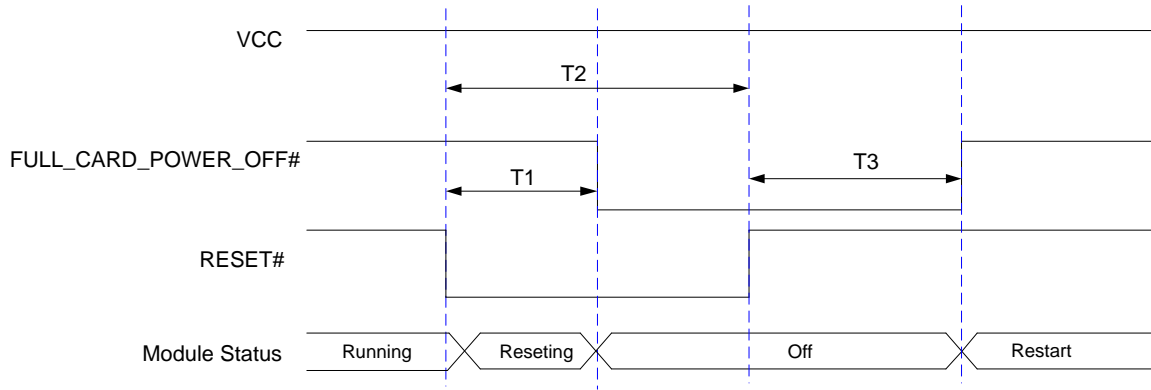 VCC
T2
FULL_CARD_POWER_OFF#
T3
T1
RESET#
Module Status
Running
Reseting
Off
Restart